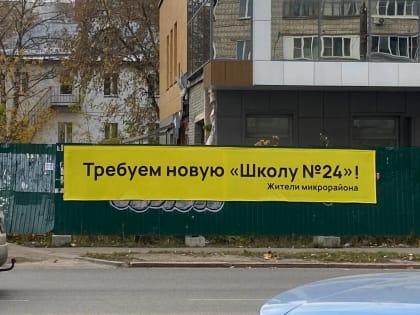 Требуем новую «Школу №24»!
Жители микрорайона